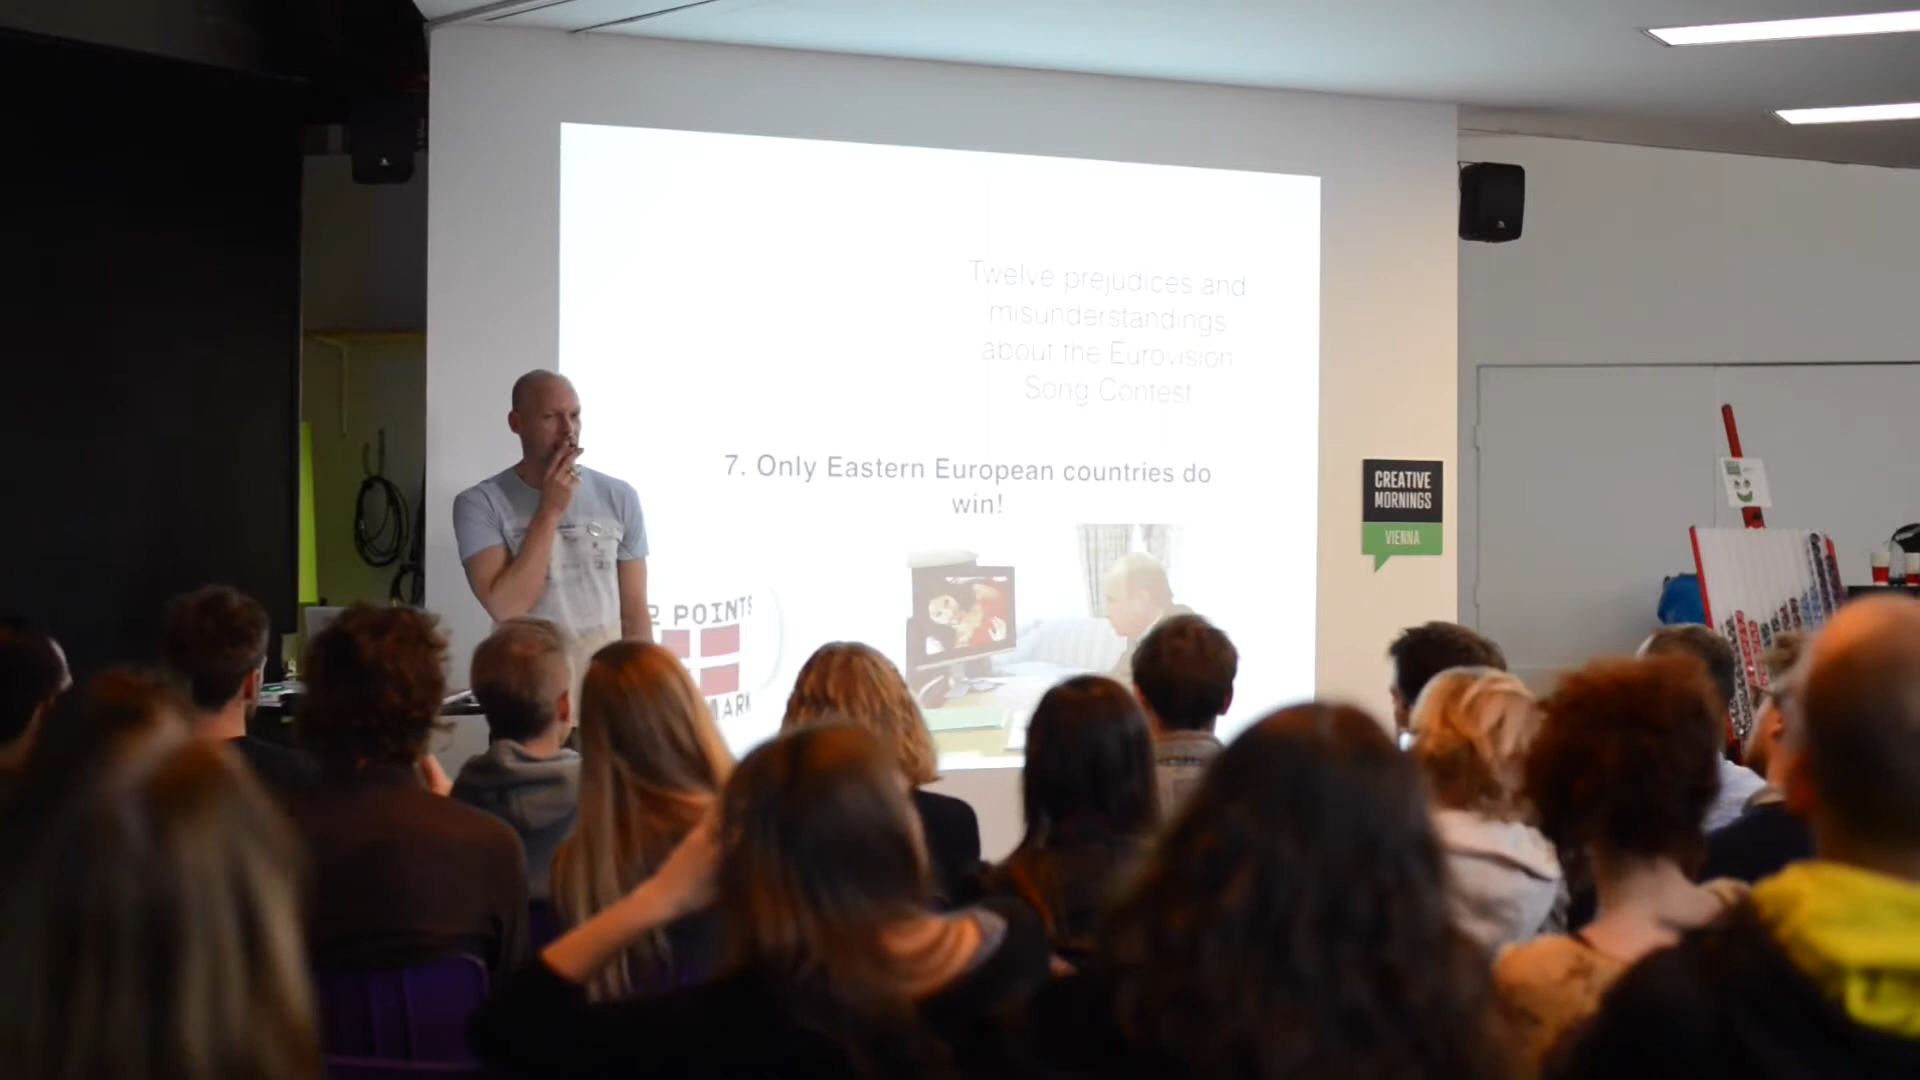 Twelve prejudices and
misunderstandings
about the Eurovision
Song Contest
7. Only Eastern European countries do
win!
CREATIVE
MORNINGS
VIENNA
POINTS